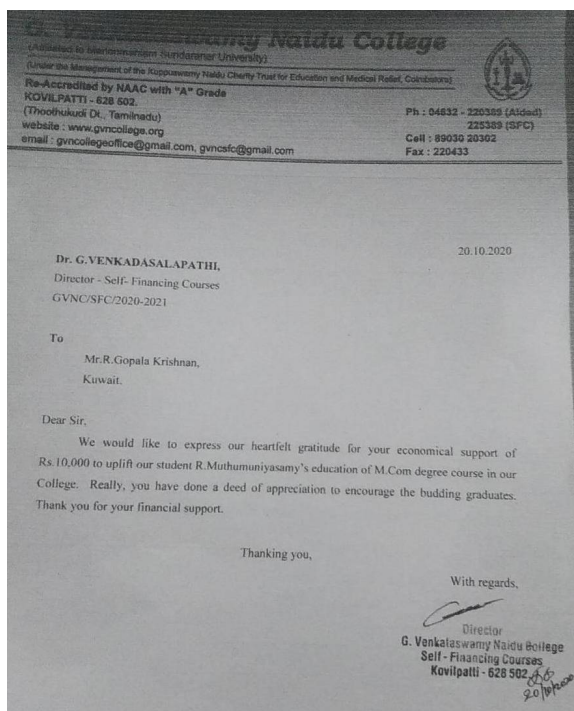 G. Venkataswamy Naidu College
(Affiliated to Manonmaniam Sundaranar University)
(Under the Management of the Kuppuswamy Naidu Charity Trust for Education and Medical Relief, Coimbatore)
Re-Accredited by NAAC with "A" Grade
KOVILPATTI - 628 502.
(Thoothukudi Dt., Tamilnadu)
website : www.gvncollege.org
email : gvncollegeoffice@gmail.com, gvncsfc@gmail.com
Ph : 04632 - 220389 (Aided)
225389 (SFC)
Cell : 89030 20302
Fax : 220433
20.10.2020
Dr. G.VENKADASALAPATHI,
Director - Self- Financing Courses
GVNC/SFC/2020-2021
To
Mr.R.Gopala Krishnan,
Kuwait.
Dear Sir,
We would like to express our heartfelt gratitude for your economical support of
Rs.10,000 to uplift our student R.Muthumuniyasamy's education of M.Com degree course in our
College. Really, you have done a deed of appreciation to encourage the budding graduates.
Thank you for your financial support.
Thanking you,
With regards,
Director
G. Venkataswamy Naidu College
Self - Financing Courses
Kovilpatti - 628 502.
20/10/2020